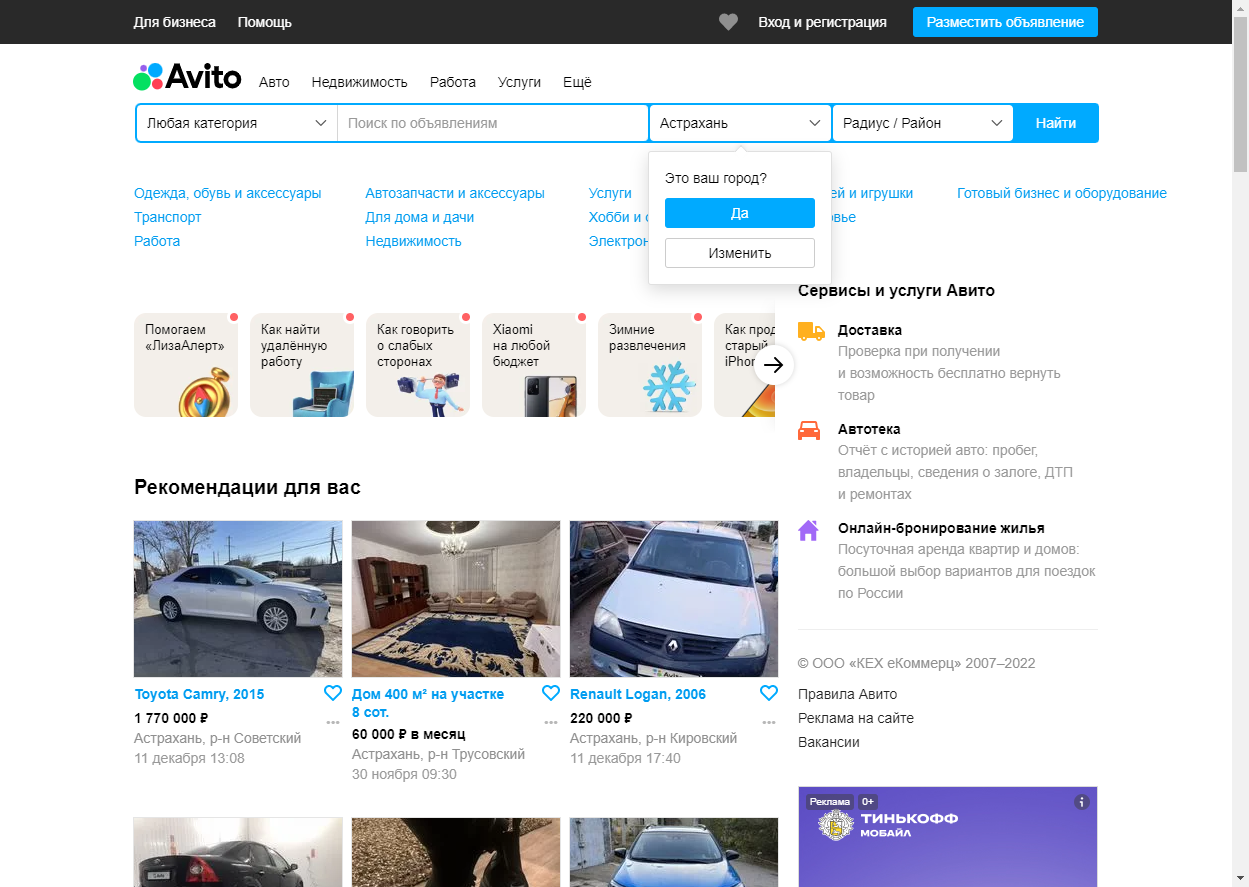 Для бизнеса
Помощь
Вход и регистрация
Разместить объявление
Avito
Авто
Недвижимость
Работа
Услуги
Ещё
Любая категория
Поиск по объявлениям
Астрахань
Радиус / Район
Найти
Это ваш город?
Да
Изменить
Одежда, обувь и аксессуары
Транспорт
Работа
Автозапчасти и аксессуары
Для дома и дачи
Недвижимость
Услуги
Хобби и
Электрон
ей и игрушки
вье
Готовый бизнес и оборудование
Помогаем
«ЛизаАлерт»
Как найти
удалённую
работу
Как говорить
о слабых
сторонах
Xiaomi
на любой
бюджет
Зимние
развлечения
Как прод
старый
iPhon
Рекомендации для вас
Toyota Camry, 2015
1 770 000 ₽
Астрахань, р-н Советский
11 декабря 13:08
Дом 400 м² на участке
8 сот.
60 000 ₽ в месяц
Астрахань, р-н Трусовский
30 ноября 09:30
Renault Logan, 2006
220 000 ₽
Астрахань, р-н Кировский
11 декабря 17:40
Avito
Сервисы и услуги Авито
Доставка
Проверка при получении
и возможность бесплатно вернуть
товар
Автотека
Отчёт с историей авто: пробег,
владельцы, сведения о залоге, ДТП
и ремонтах
Онлайн-бронирование жилья
Посуточная аренда квартир и домов:
большой выбор вариантов для поездок
по России
© ООО «КЕХ еКоммерц» 2007–2022
Правила Авито
Реклама на сайте
Вакансии
Реклама
0+
ТИНЬКОФФ
МОБАЙЛ